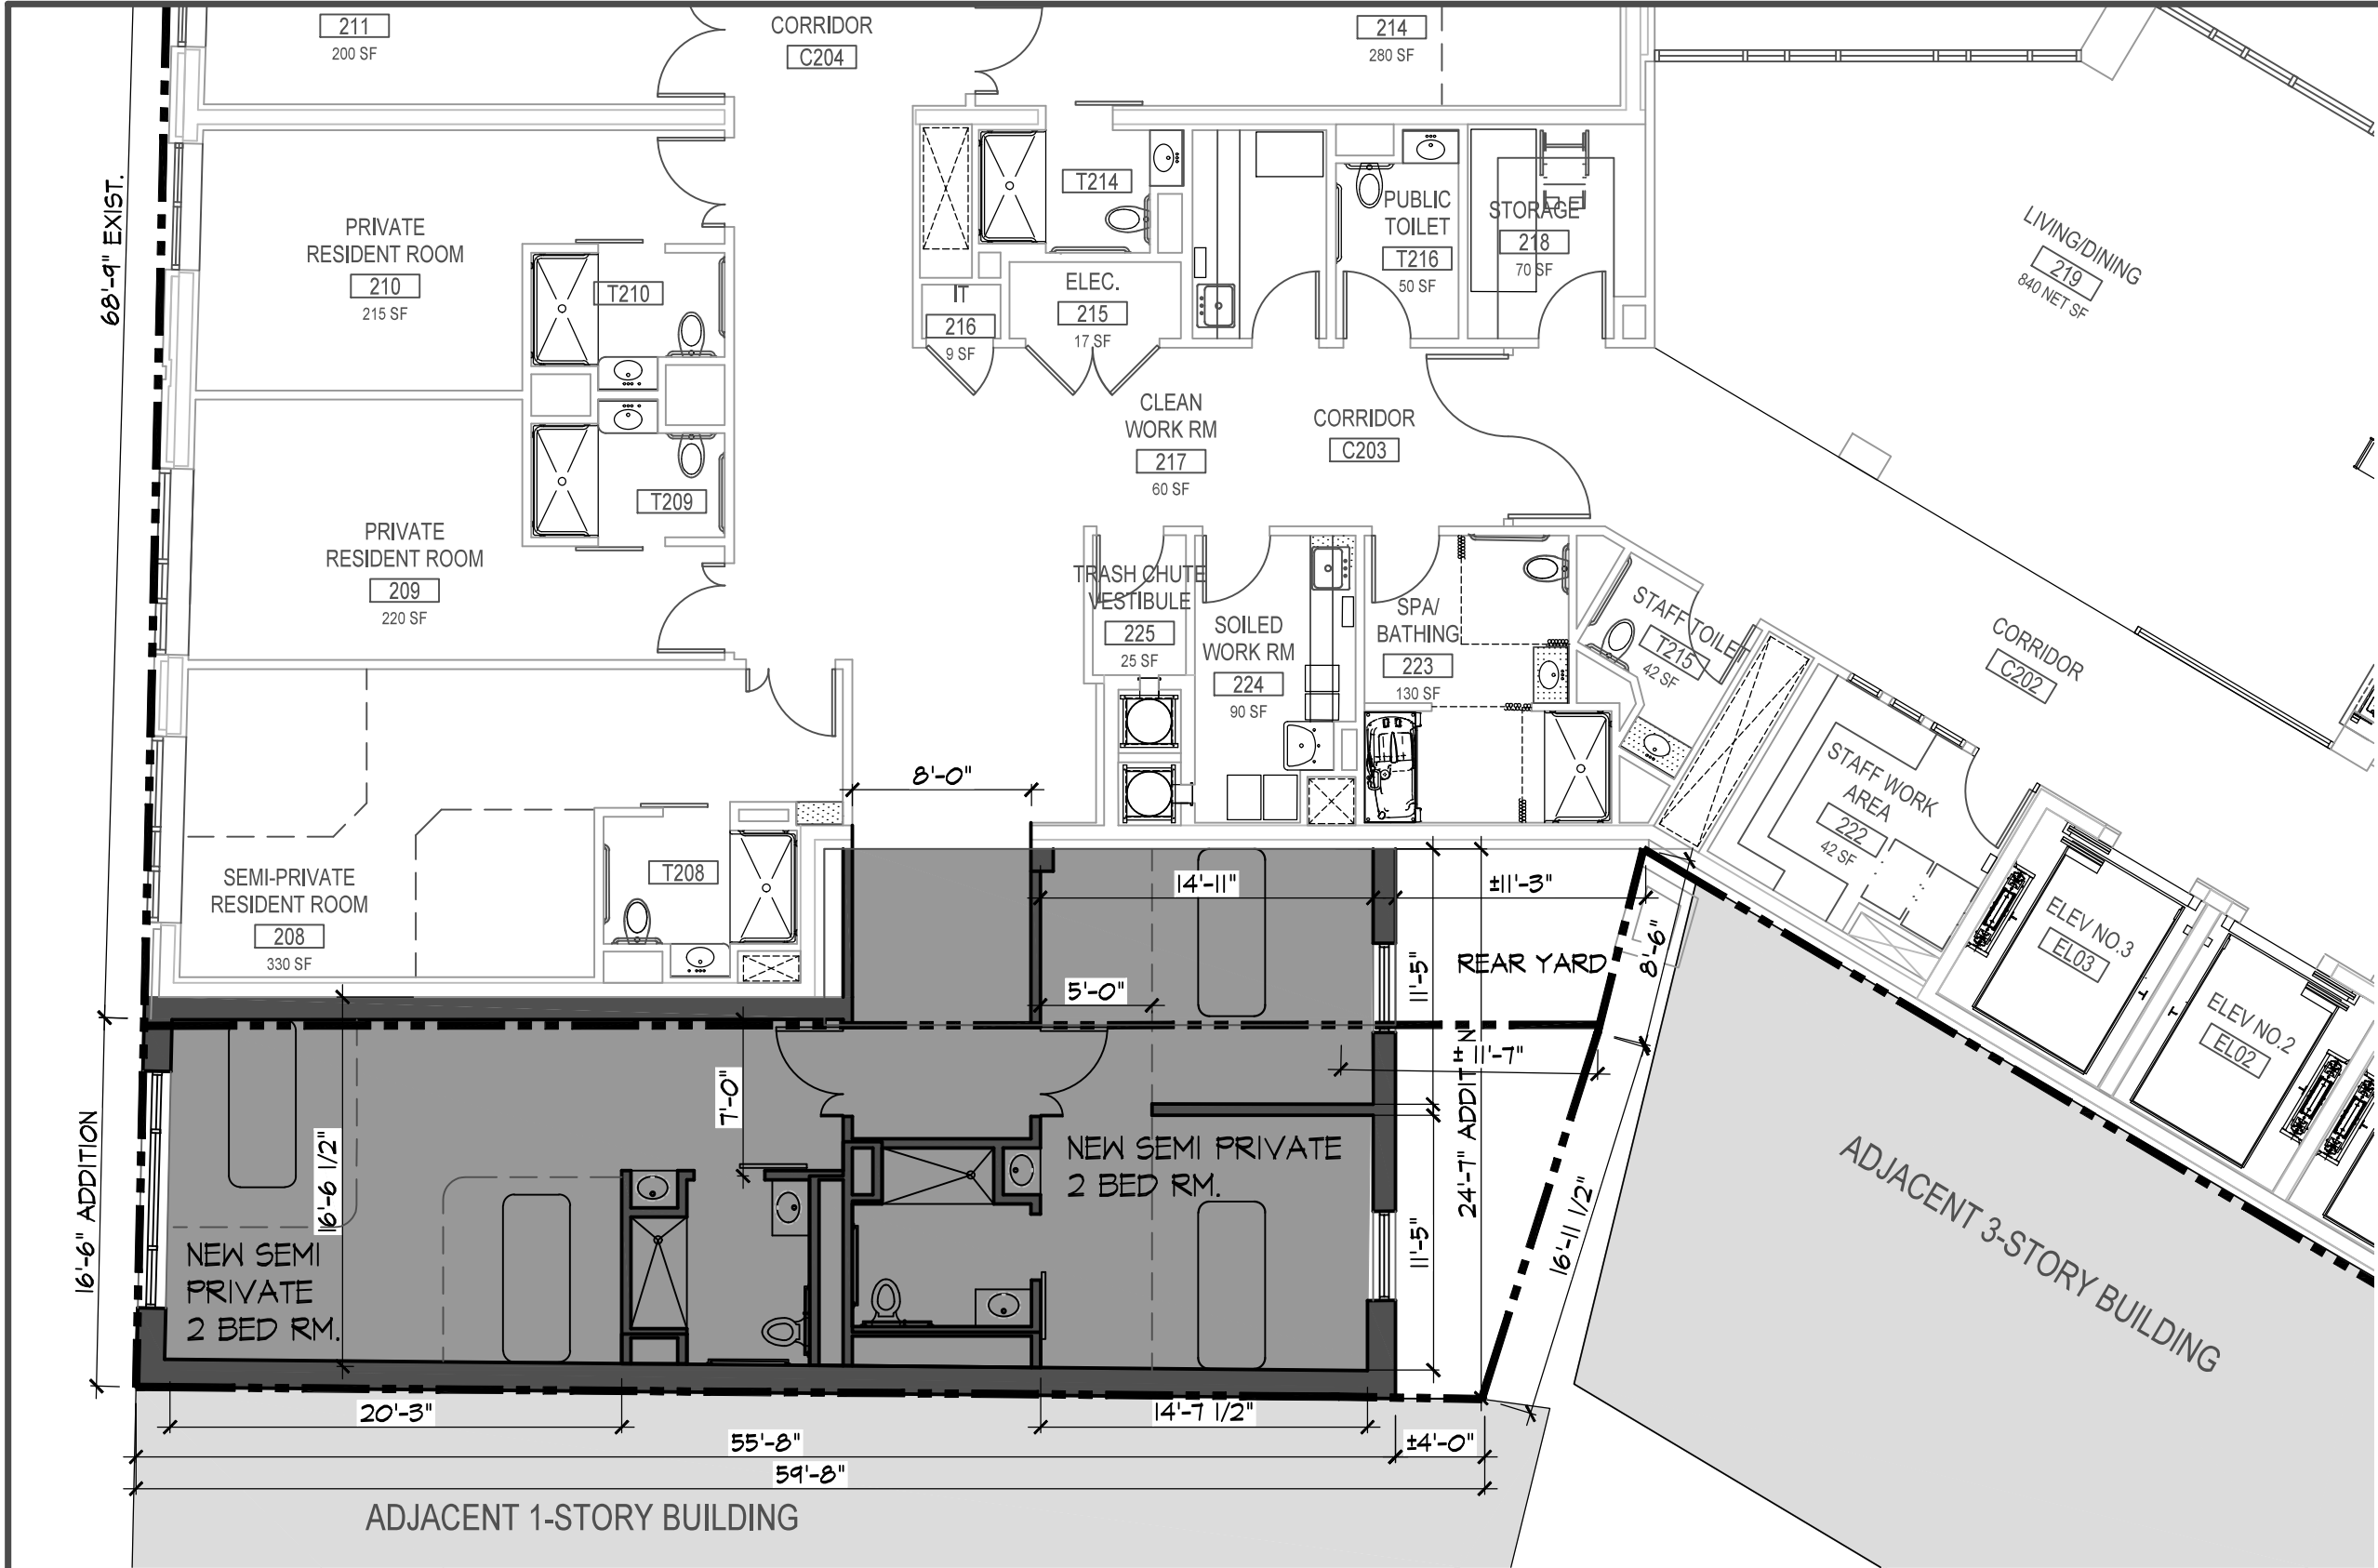 211
200 SF
CORRIDOR
C204
214
280 SF
68'-9" EXIST.
PRIVATE
RESIDENT ROOM
210
215 SF
T210
T214
PUBLIC
TOILET
T216
50 SF
STORAGE
218
70 SF
LIVING/DINING
219
840 NET SF
IT
216
9 SF
ELEC.
215
17 SF
CLEAN
WORK RM
217
60 SF
CORRIDOR
C203
T209
PRIVATE
RESIDENT ROOM
209
220 SF
TRASH CHUTE
VESTIBULE
225
25 SF
SOILED
WORK RM
224
90 SF
SPA/
BATHING
223
130 SF
STAFF TOILET
T215
42 SF
CORRIDOR
C202
STAFF WORK
AREA
222
42 SF
8'-0"
SEMI-PRIVATE
RESIDENT ROOM
208
330 SF
T208
14'-11"
±11'-3"
8'-6"
ELEV NO.3
EL03
ELEV NO.2
EL02
REAR YARD
11'-5"
5'-0"
± 11'-7"
7'-0"
16'-6" ADDITION
16'-6 1/2"
NEW SEMI PRIVATE
2 BED RM.
24'-7" ADDITION
11'-5"
16'-11 1/2"
NEW SEMI
PRIVATE
2 BED RM.
ADJACENT 3-STORY BUILDING
20'-3"
14'-7 1/2"
55'-8"
±4'-0"
59'-8"
ADJACENT 1-STORY BUILDING